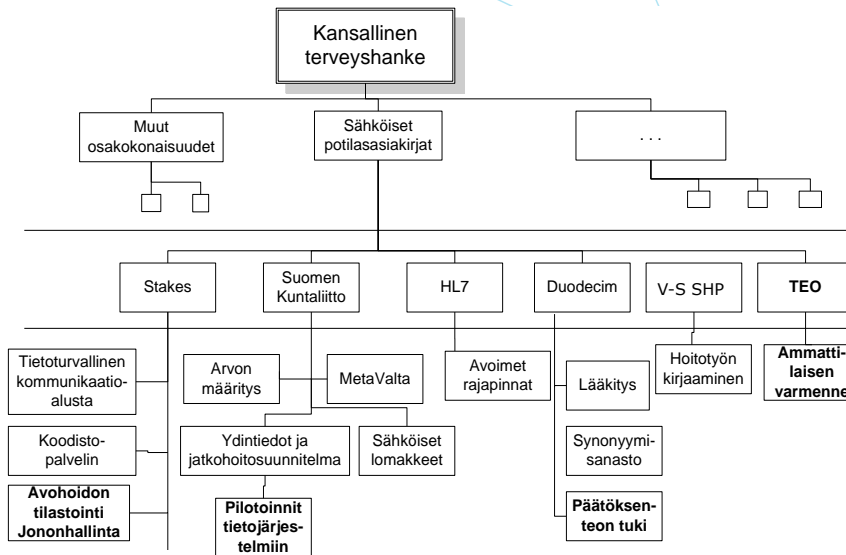 Kansallinen
terveyshanke
Muut
osakokonaisuudet
Sähköiset
potilasasiakirjat
. . .
Stakes
Suomen
Kuntaliitto
HL7
Duodecim
V-S SHP
TEO
Tietoturvallinen
kommunikaatio-
alusta
Arvon
määritys
MetaValta
Avoimet
rajapinnat
Lääkitys
Hoitotyön
kirjaaminen
Ammatti-
laisen
varmenne
Koodisto-
palvelin
Ydintiedot ja
jatkohoitosuunnitelma
Sähköiset
lomakkeet
Synonyymi-
sanasto
Avohoidon
tilastointi
Jononhallinta
Pilotoinnit
tietojärjes-
telmiin
Päätöksen-
teon tuki